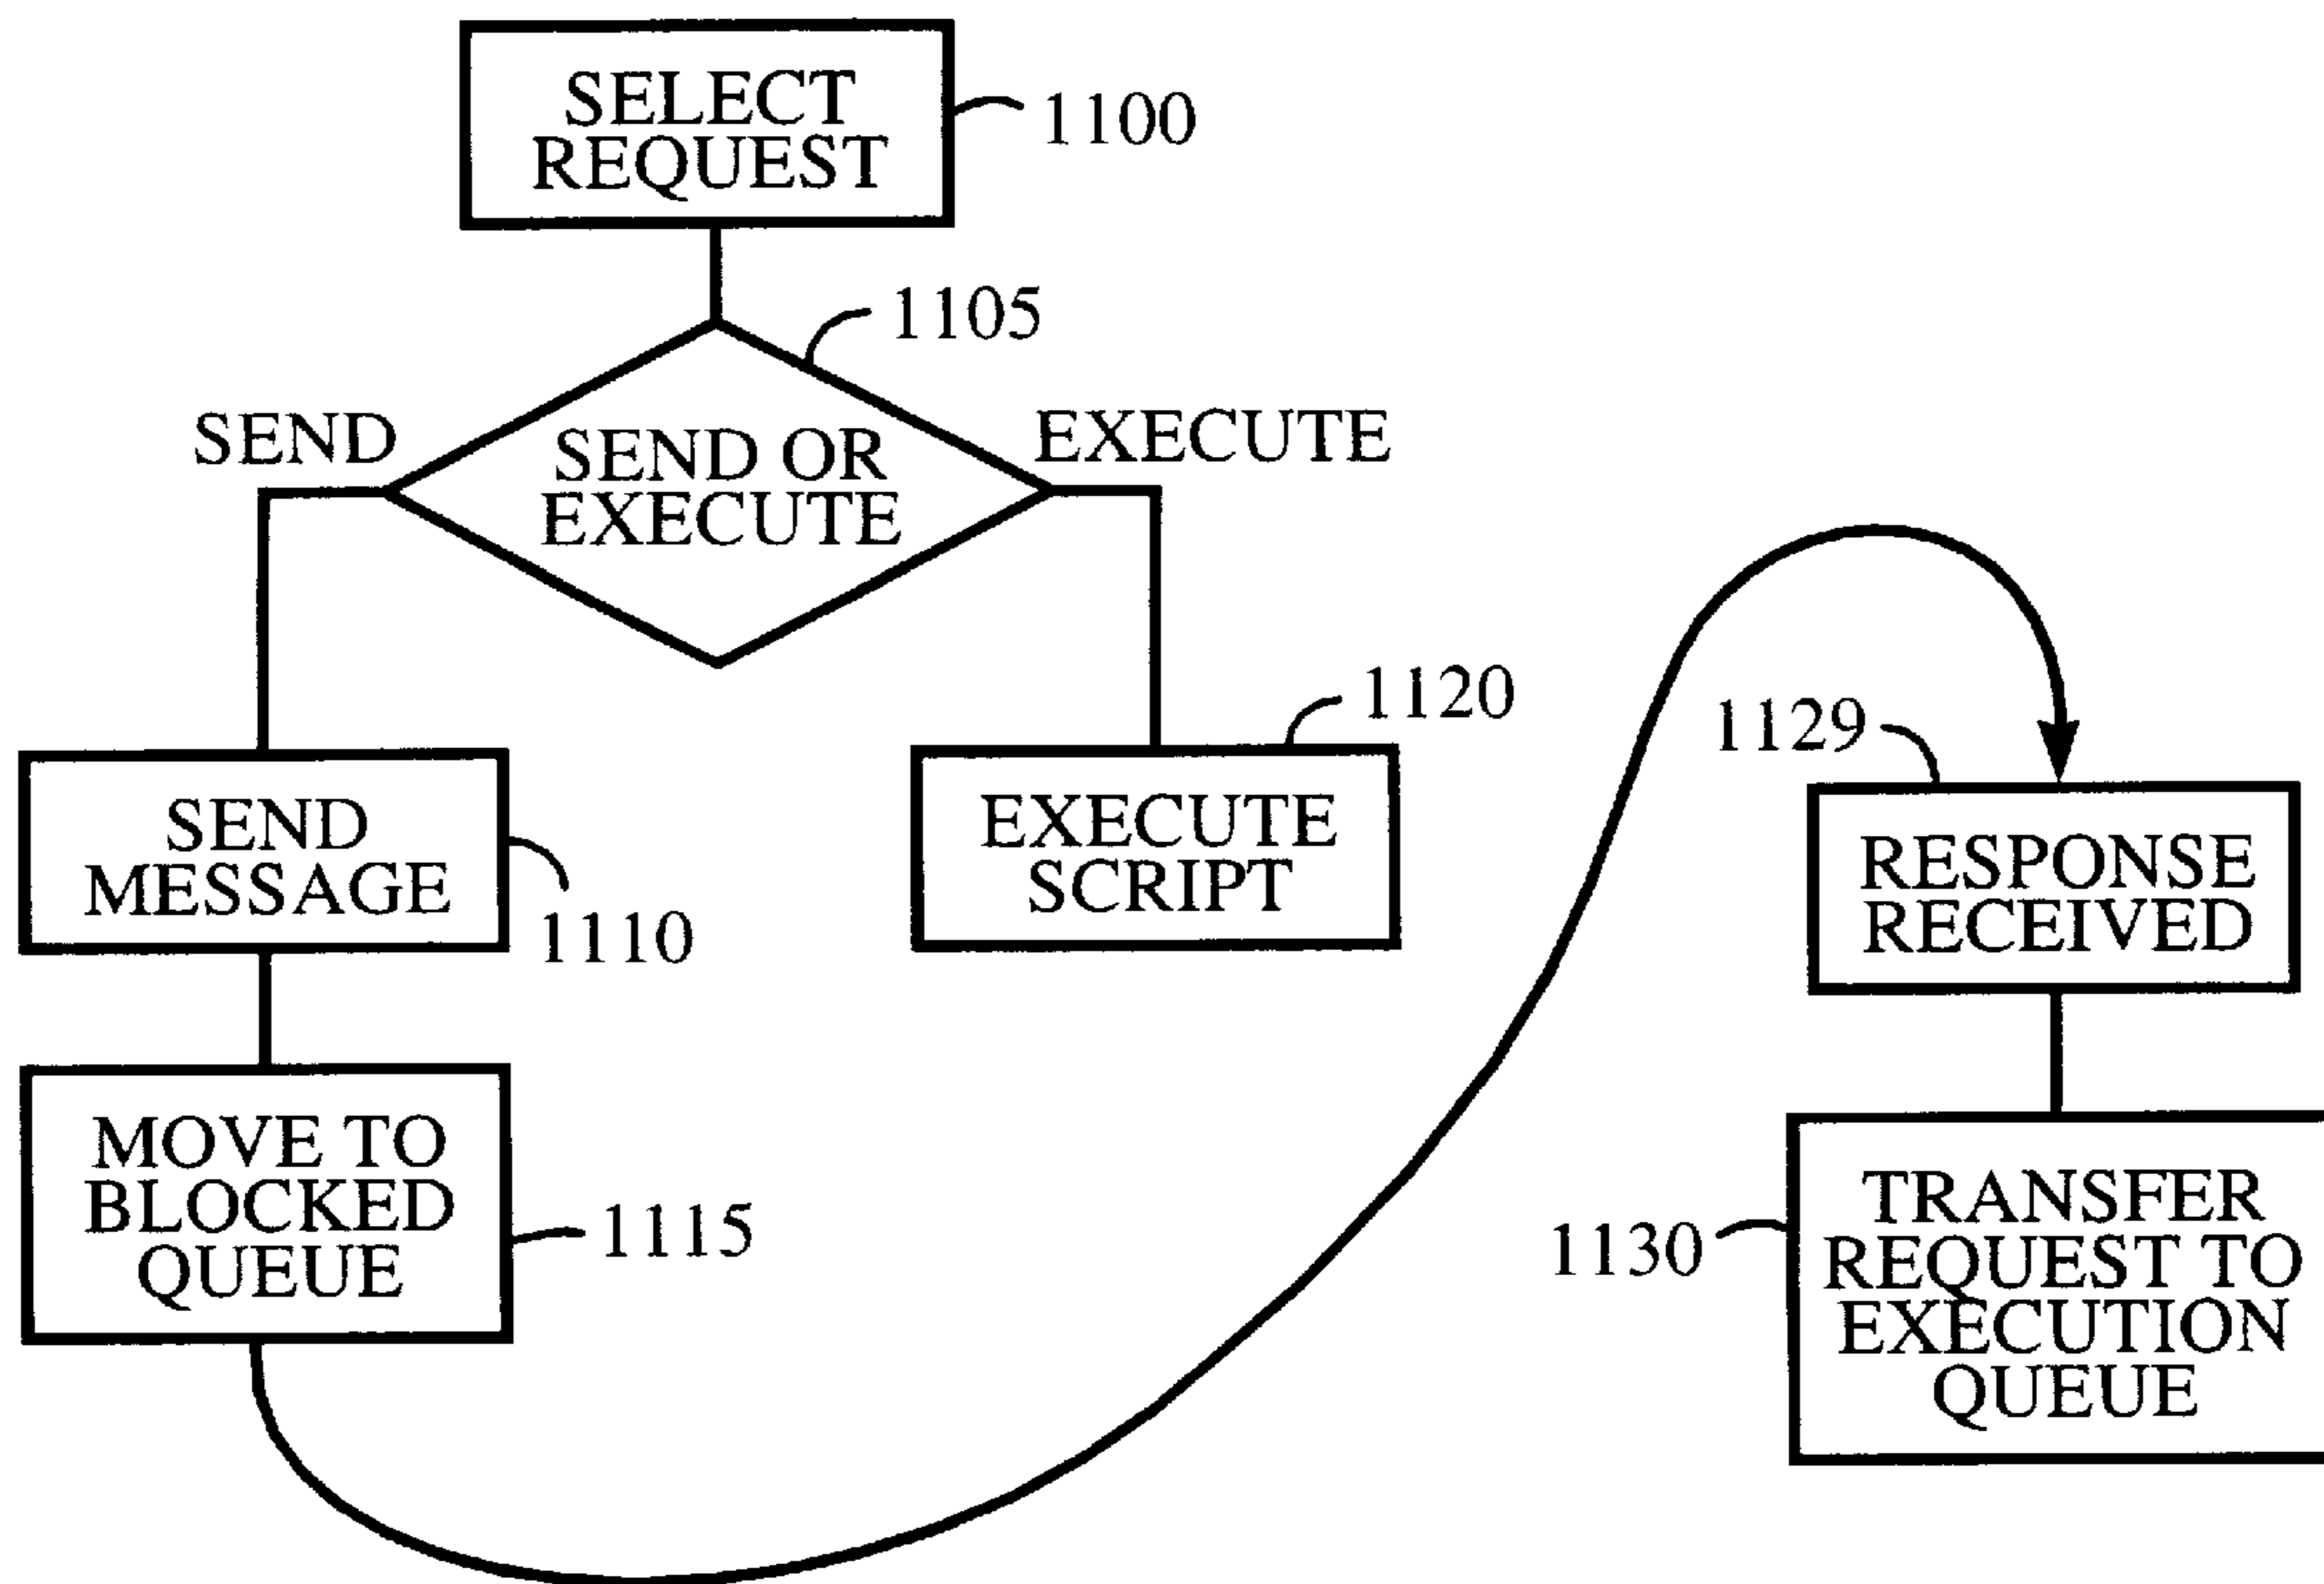 SELECT
REQUEST
1100
1105
SEND
SEND OR
EXECUTE
EXECUTE
1120
1129
SEND
MESSAGE
1110
EXECUTE
SCRIPT
RESPONSE
RECEIVED
MOVE TO
BLOCKED
QUEUE
1115
1130
TRANSFER
REQUEST TO
EXECUTION
QUEUE